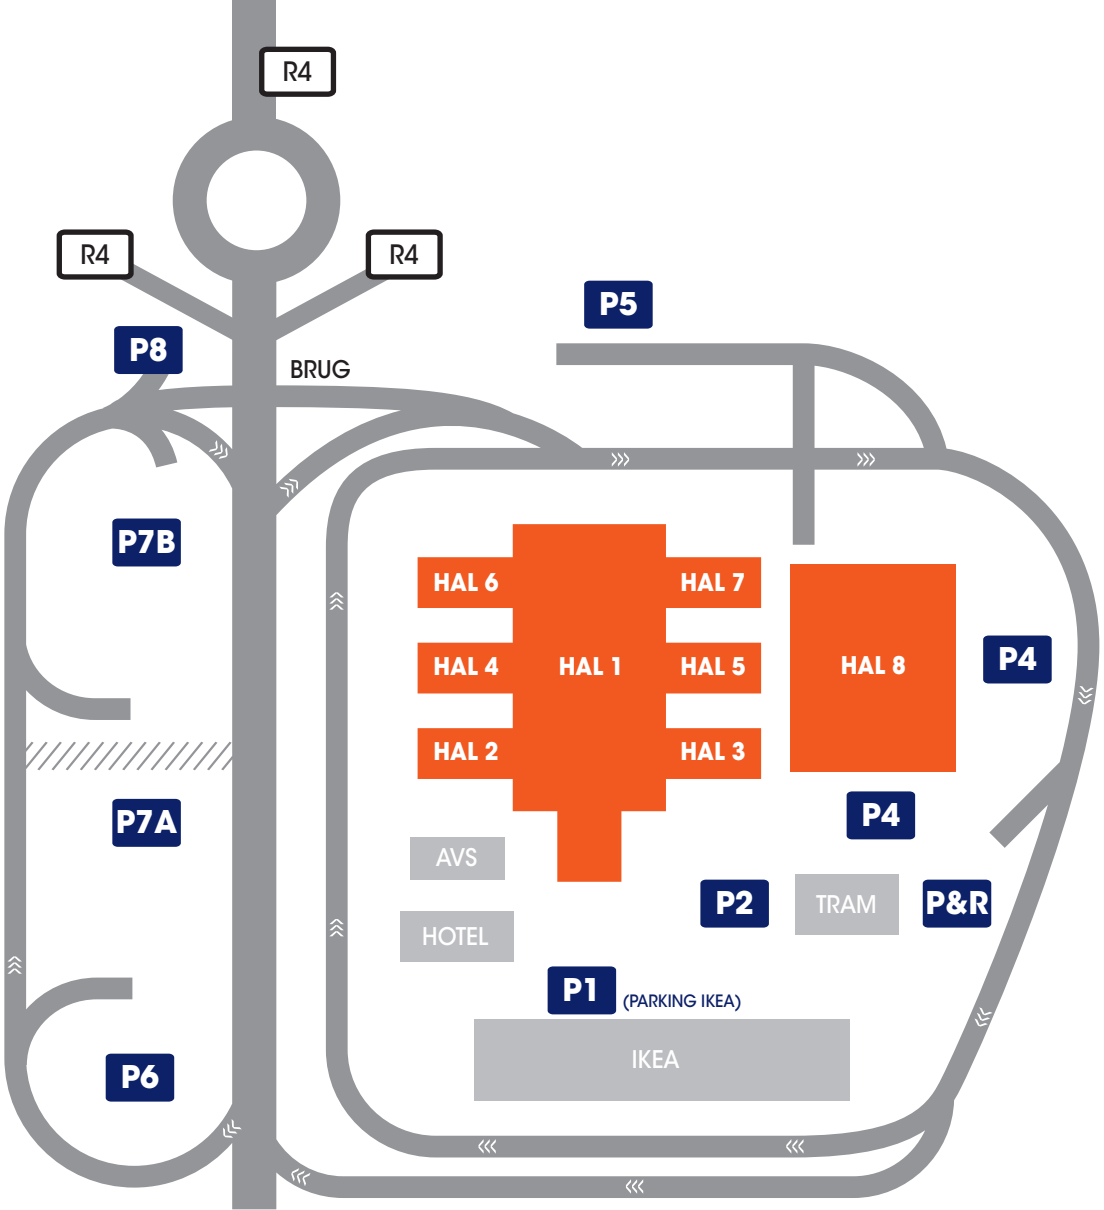 R4
R4
R4
P5
P8
BRUG
P7B
HAL 6
HAL 7
HAL 4
HAL 1
HAL 5
HAL 8
P4
HAL 2
HAL 3
P7A
P4
AVS
P2
TRAM
P&R
HOTEL
P1 (PARKING IKEA)
IKEA
P6